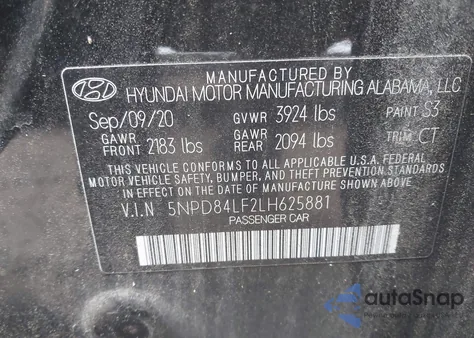 MANUFACTURED BY
HYUNDAI MOTOR MANUFACTURING ALABAMA, LLC
Sep/09/20 GVWR 3924 lbs PAINT S3
GAWR FRONT 2183 lbs GAWR REAR 2094 lbs TRIM CT
THIS VEHICLE CONFORMS TO ALL APPLICABLE U.S.A. FEDERAL
MOTOR VEHICLE SAFETY, BUMPER, AND THEFT PREVENTION STANDARDS
IN EFFECT ON THE DATE OF MANUFACTURE SHOWN ABOVE.
V.I.N 5NPD84LF2LH625881
PASSENGER CAR
autoSnap